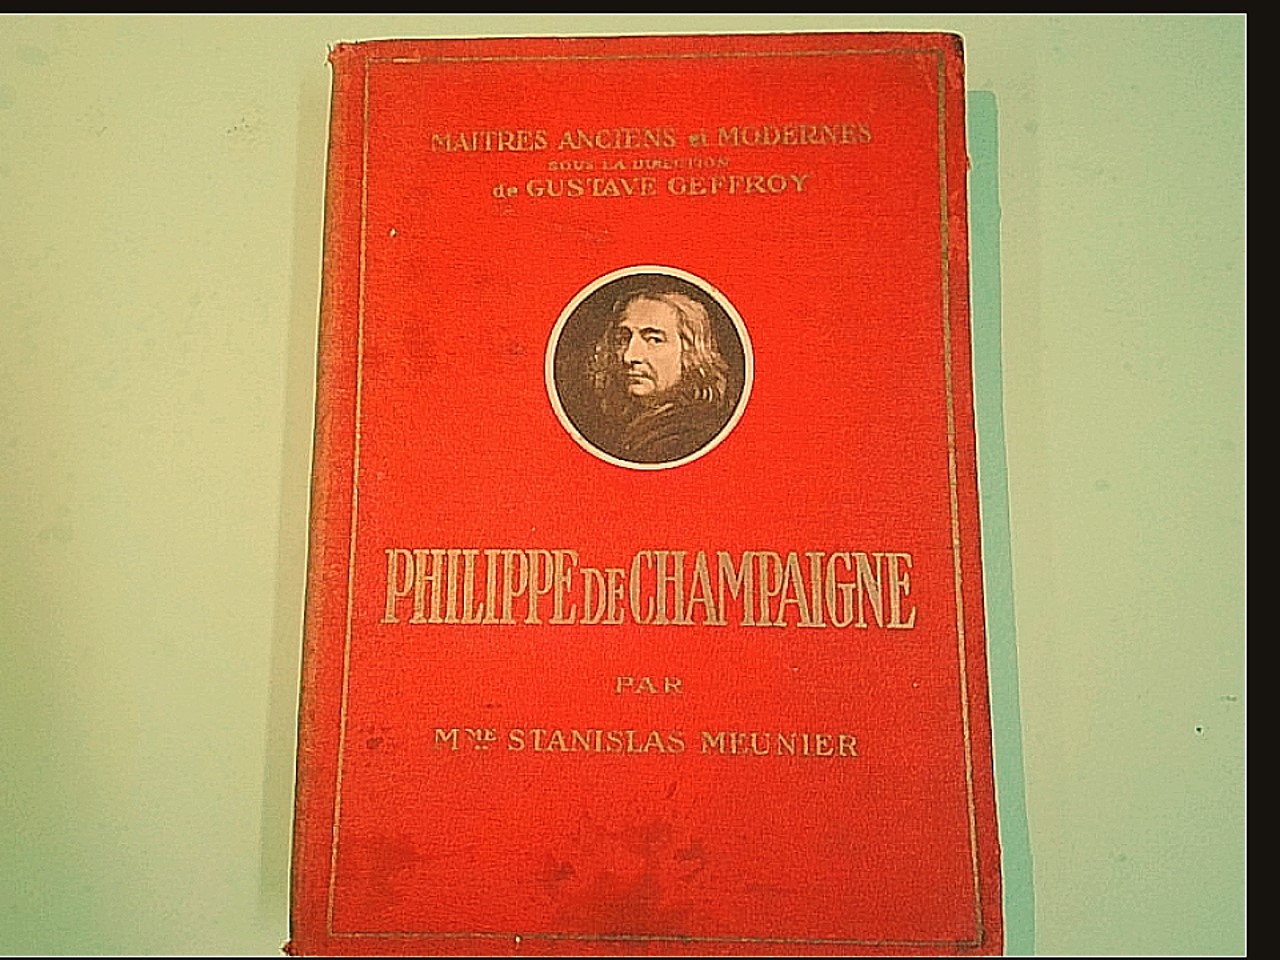 MAITRES ANCIENS et MODERNES
SOUS LA DIRECTION
de GUSTAVE GEFFROY
PHILIPPE DE CHAMPAIGNE
PAR
MME STANISLAS MEUNIER